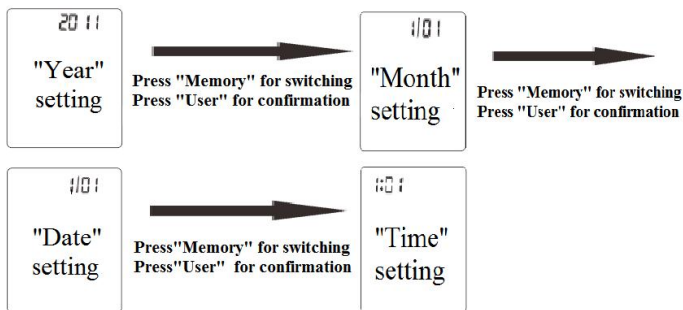 2011
"Year"
setting
Press "Memory" for switching
Press "User" for confirmation
1/01
"Month"
setting
Press "Memory" for switching
Press "User" for confirmation
1/01
"Date"
setting
Press"Memory" for switching
Press"User" for confirmation
1:01
"Time"
setting